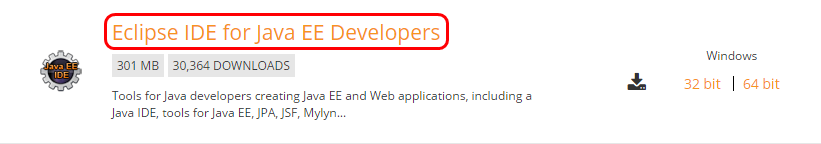 Eclipse IDE for Java EE Developers
301 MB 30,364 DOWNLOADS
Tools for Java developers creating Java EE and Web applications, including a
Java IDE, tools for Java EE, JPA, JSF, Mylyn...
Java EE
IDE
Windows
32 bit | 64 bit